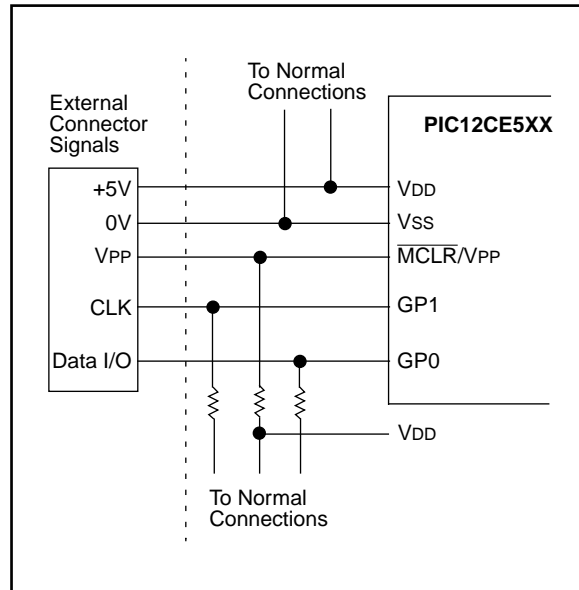 To Normal
Connections
External
Connector
Signals
PIC12CE5XX
+5V
VDD
0V
VSS
VPP
MCLR/VPP
CLK
GP1
Data I/O
GP0
VDD
To Normal
Connections